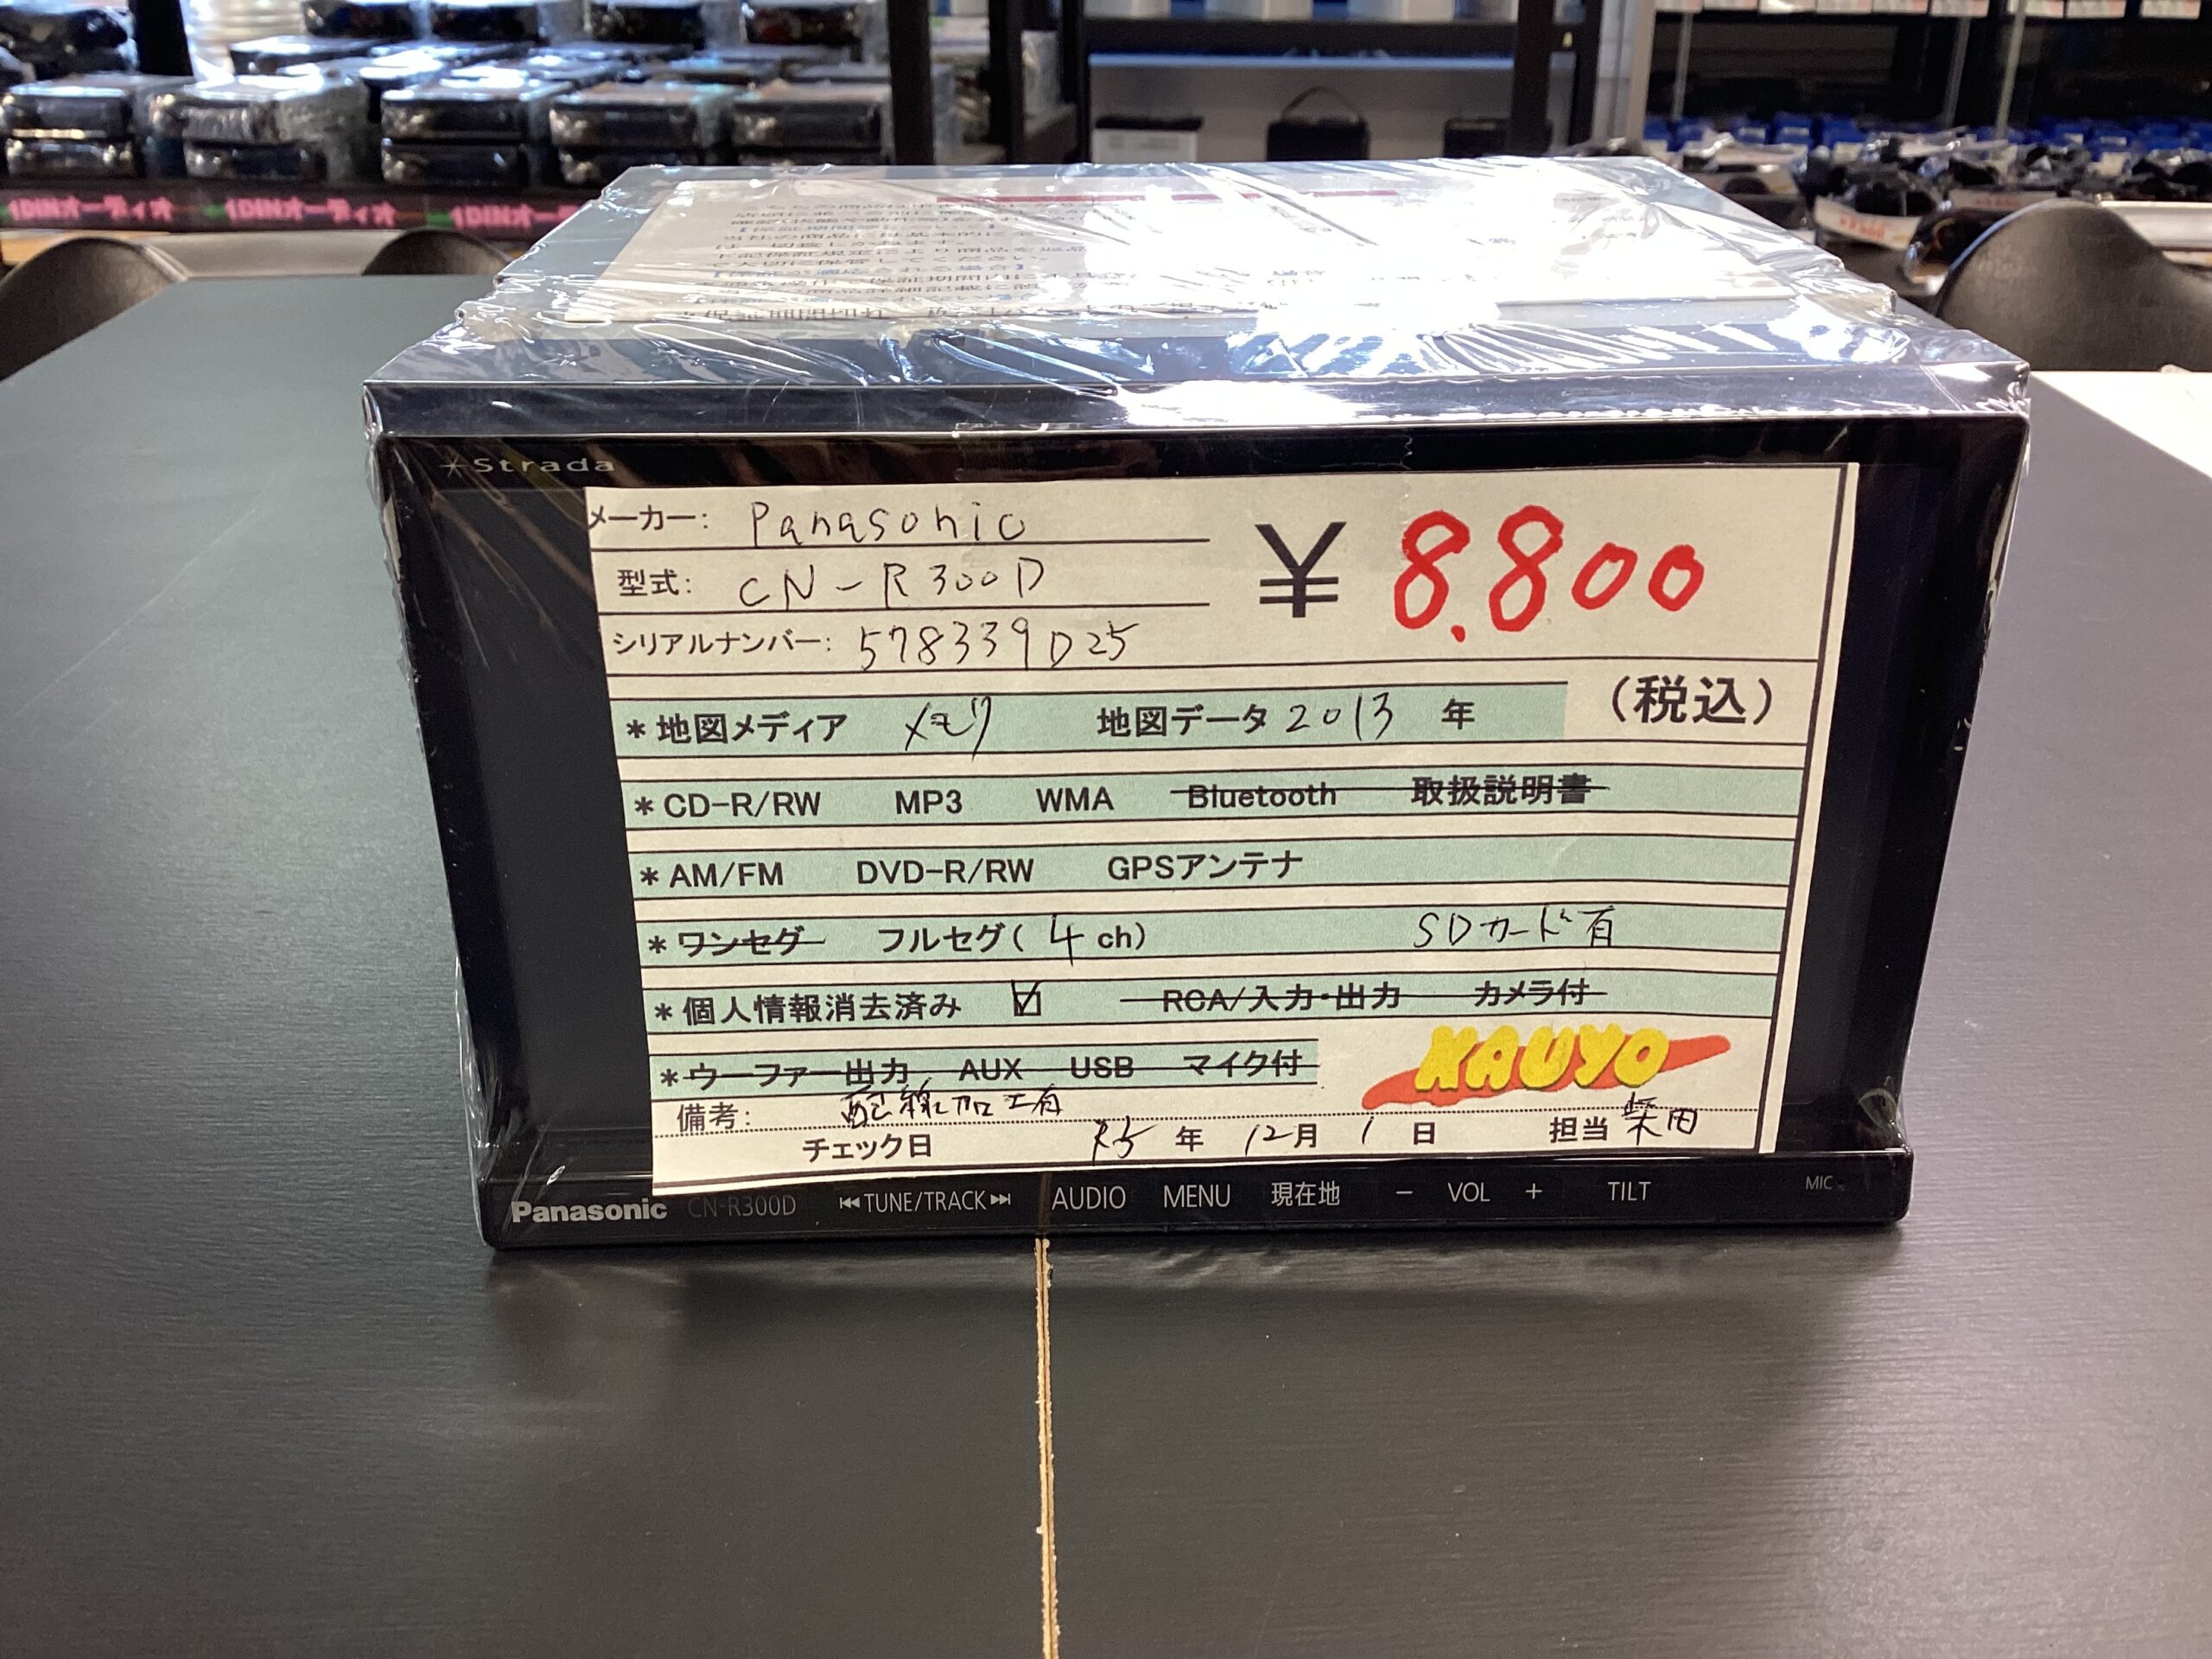 1DINオーディオ 1DINオーディオ 1DINオーデ
Strada
メーカー: Panasonic
¥8.800
型式: CN-R300D
シリアルナンバー: 578339D25
(税込)
*地図メディア メモリ 地図データ 2013 年
*CD-R/RW MP3 WMA Bluetooth 取扱説明書
*AM/FM DVD-R/RW GPSアンテナ
*ワンセグ フルセグ( 4 ch) SDカード有
*個人情報消去済み ☑ RCA/入力・出力 カメラ付
*ウーファー出力 AUX USB マイク付
KAUYO
備考: 配線加工有
チェック日 R5 年 12月 1 日 担当 柴田
Panasonic CN-R300D ⏮ TUNE/TRACK ⏭ AUDIO MENU 現在地 − VOL + TILT MIC